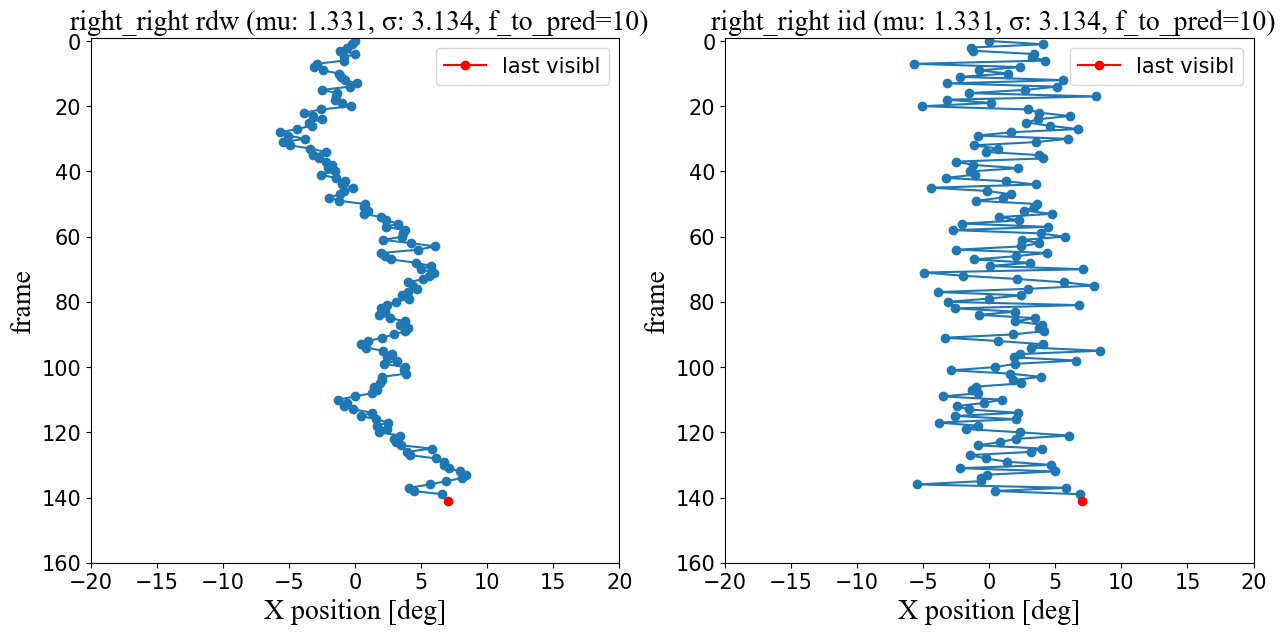 right_right rdw (mu: 1.331, σ: 3.134, f_to_pred=10)
last visibl
0
20
40
60
80
100
120
140
160
frame
−20 −15 −10 −5 0 5 10 15 20
X position [deg]
right_right iid (mu: 1.331, σ: 3.134, f_to_pred=10)
last visibl
0
20
40
60
80
100
120
140
160
frame
−20 −15 −10 −5 0 5 10 15 20
X position [deg]